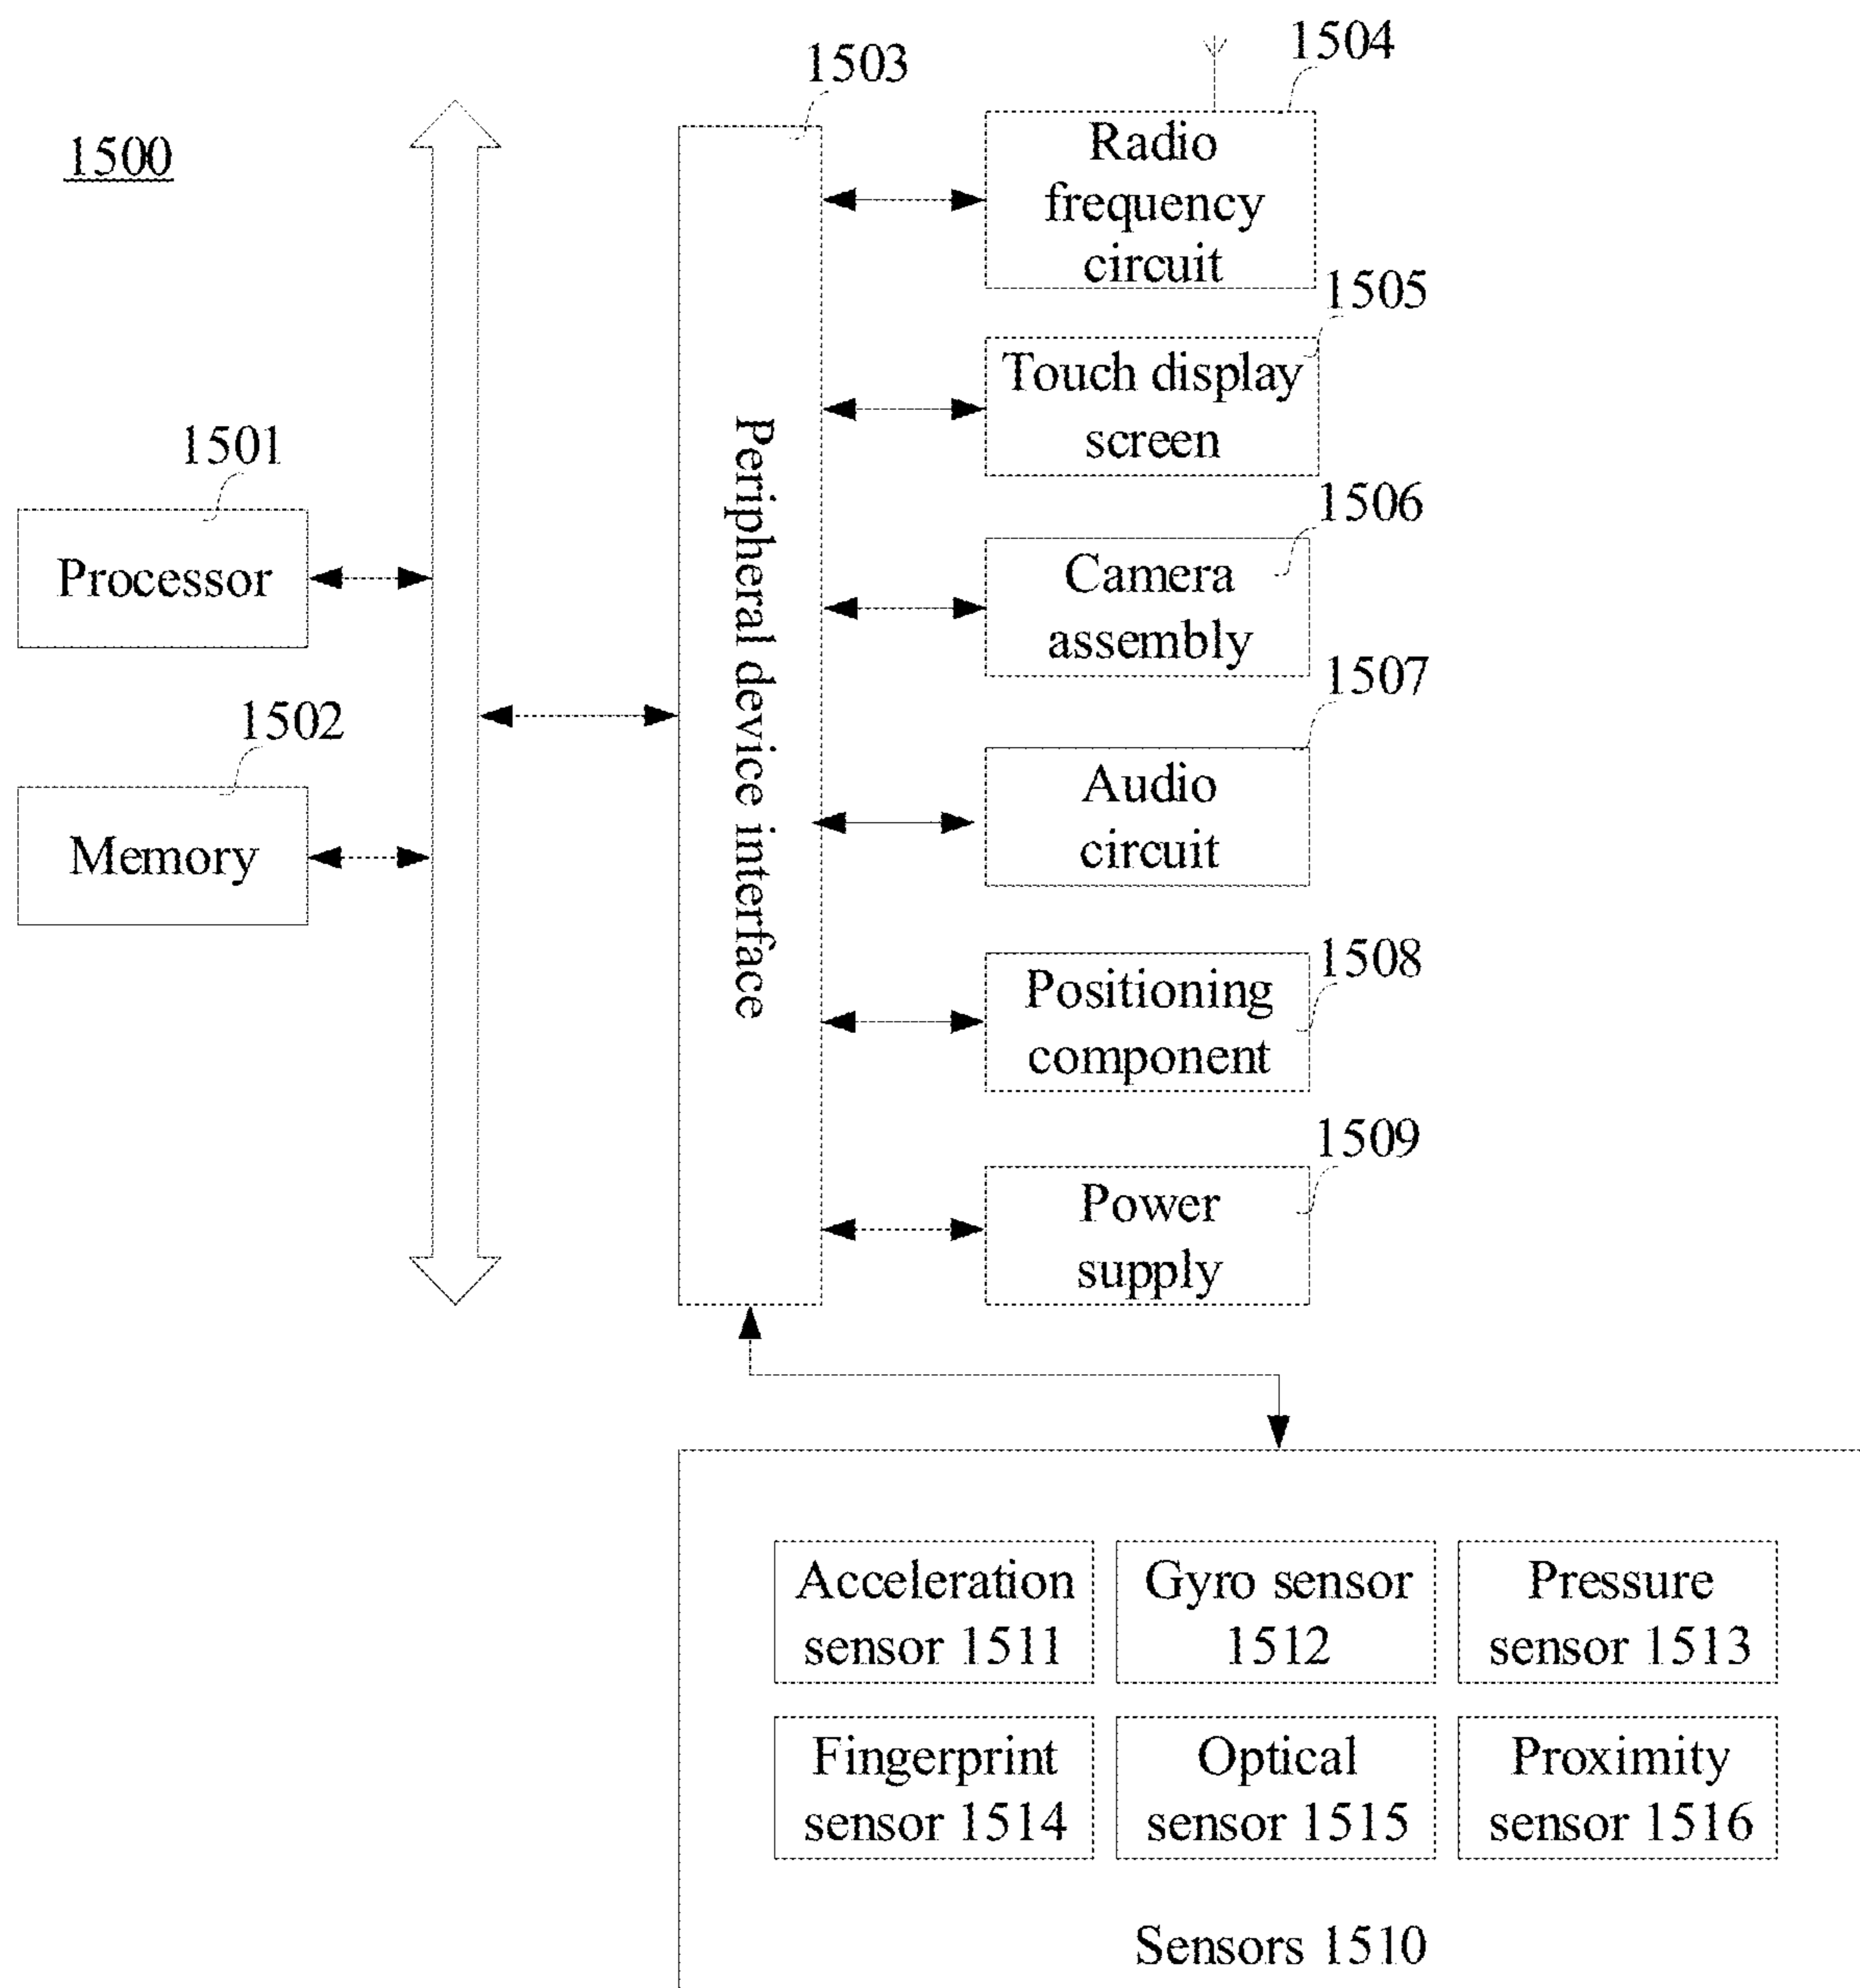 1500
1501
Processor
1502
Memory
1503
Peripheral device interface
1504
Radio
frequency
circuit
1505
Touch display
screen
1506
Camera
assembly
1507
Audio
circuit
1508
Positioning
component
1509
Power
supply
Acceleration
sensor 1511
Gyro sensor
1512
Pressure
sensor 1513
Fingerprint
sensor 1514
Optical
sensor 1515
Proximity
sensor 1516
Sensors 1510